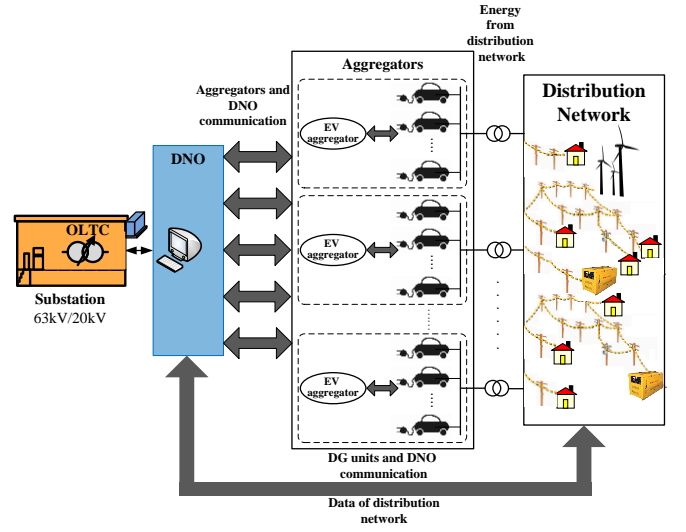 Energy
from
distribution
network
Aggregators
Aggregators and
DNO
communication
Distribution
Network
DNO
EV
aggregator
OLTC
EV
aggregator
Substation
63kV/20kV
EV
aggregator
DG units and DNO
communication
Data of distribution
network